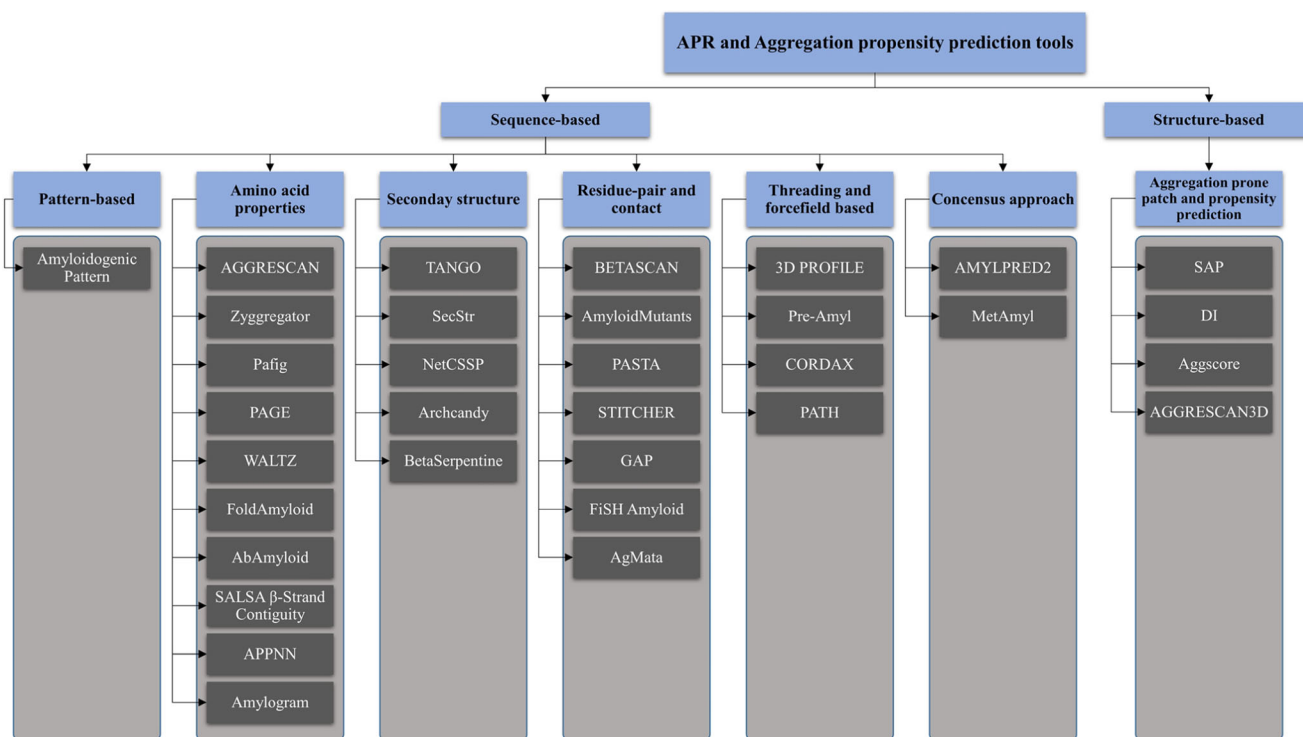 APR and Aggregation propensity prediction tools
Sequence-based
Structure-based
Pattern-based
Amino acid
properties
Seconday structure
Residue-pair and
contact
Threading and
forcefield based
Concensus approach
Aggregation prone
patch and propensity
prediction
Amyloidogenic
Pattern
AGGRESCAN
Zyggregator
Pafig
PAGE
WALTZ
FoldAmyloid
AbAmyloid
SALSA β-Strand
Contiguity
APPNN
Amylogram
TANGO
SecStr
NetCSSP
Archcandy
BetaSerpentine
BETASCAN
AmyloidMutants
PASTA
STITCHER
GAP
FiSH Amyloid
AgMata
3D PROFILE
Pre-Amyl
CORDAX
PATH
AMYLPRED2
MetAmyl
SAP
DI
Aggscore
AGGRESCAN3D